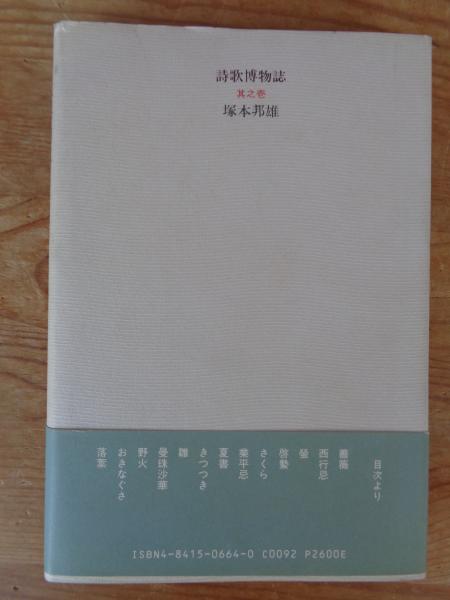 詩歌博物誌
其之壱
塚本邦雄
目次より
薔薇
西行忌
螢
啓蟄
さくら
業平忌
夏書
きつつき
雛
曼珠沙華
野火
おきなぐさ
落葉
ISBN4-8415-0664-0 C0092 P2600E